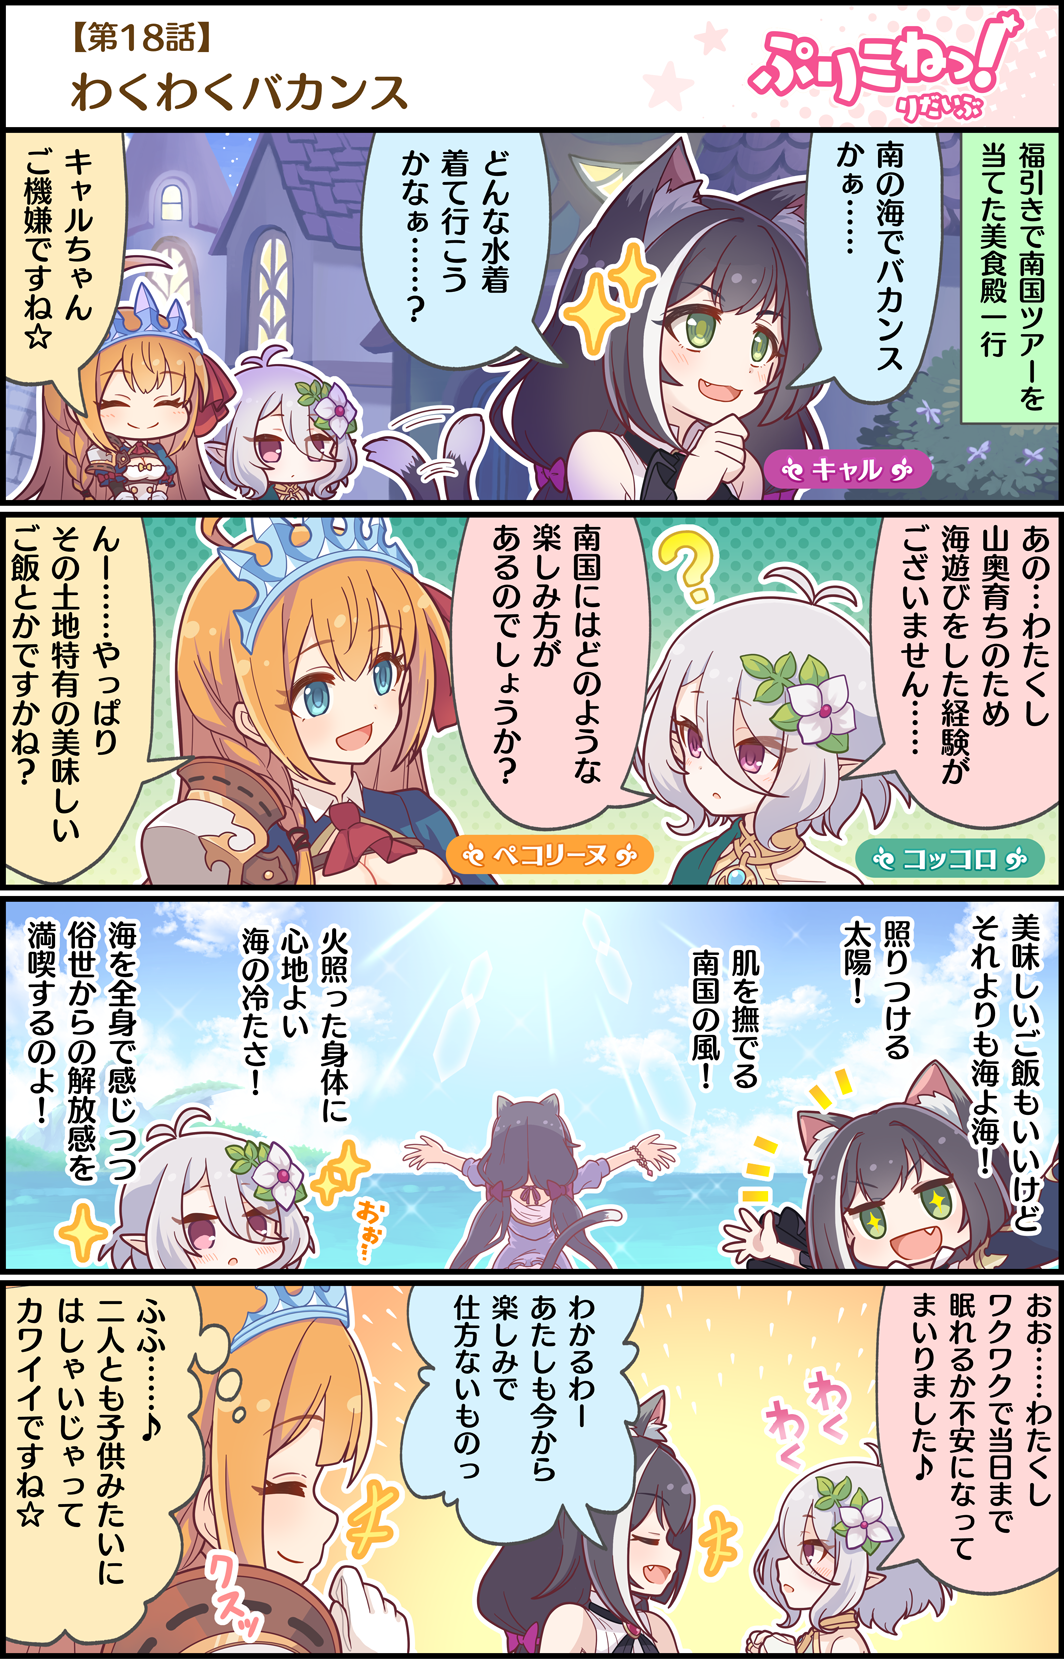 【第18話】
わくわくバカンス
ぷりこねっ!
りだいぶ
福引きで南国ツアーを
当てた美食殿一行
南の海でバカンス
かぁ……
どんな水着
着て行こう
かなぁ……?
キャルちゃん
ご機嫌ですね☆
キャル
あの…わたくし
山奥育ちのため
海遊びをした経験が
ございません……
南国にはどのような
楽しみ方が
あるのでしょうか?
んー……やっぱり
その土地特有の美味しい
ご飯とかですかね?
?
コッコロ
ペコリーヌ
美味しいご飯もいいけど
それよりも海よ海!
照りつける
太陽!
肌を撫でる
南国の風!
火照った身体に
心地よい
海の冷たさ!
海を全身で感じつつ
俗世からの解放感を
満喫するのよ!
おぉ…
おお……わたくし
ワクワクで当日まで
眠れるか不安になって
まいりました♪
わく
わく
わかるわー
あたしも今から
楽しみで
仕方ないものっ
ふふ……♪
二人とも子供みたいに
はしゃいじゃって
カワイイですね☆
クスッ